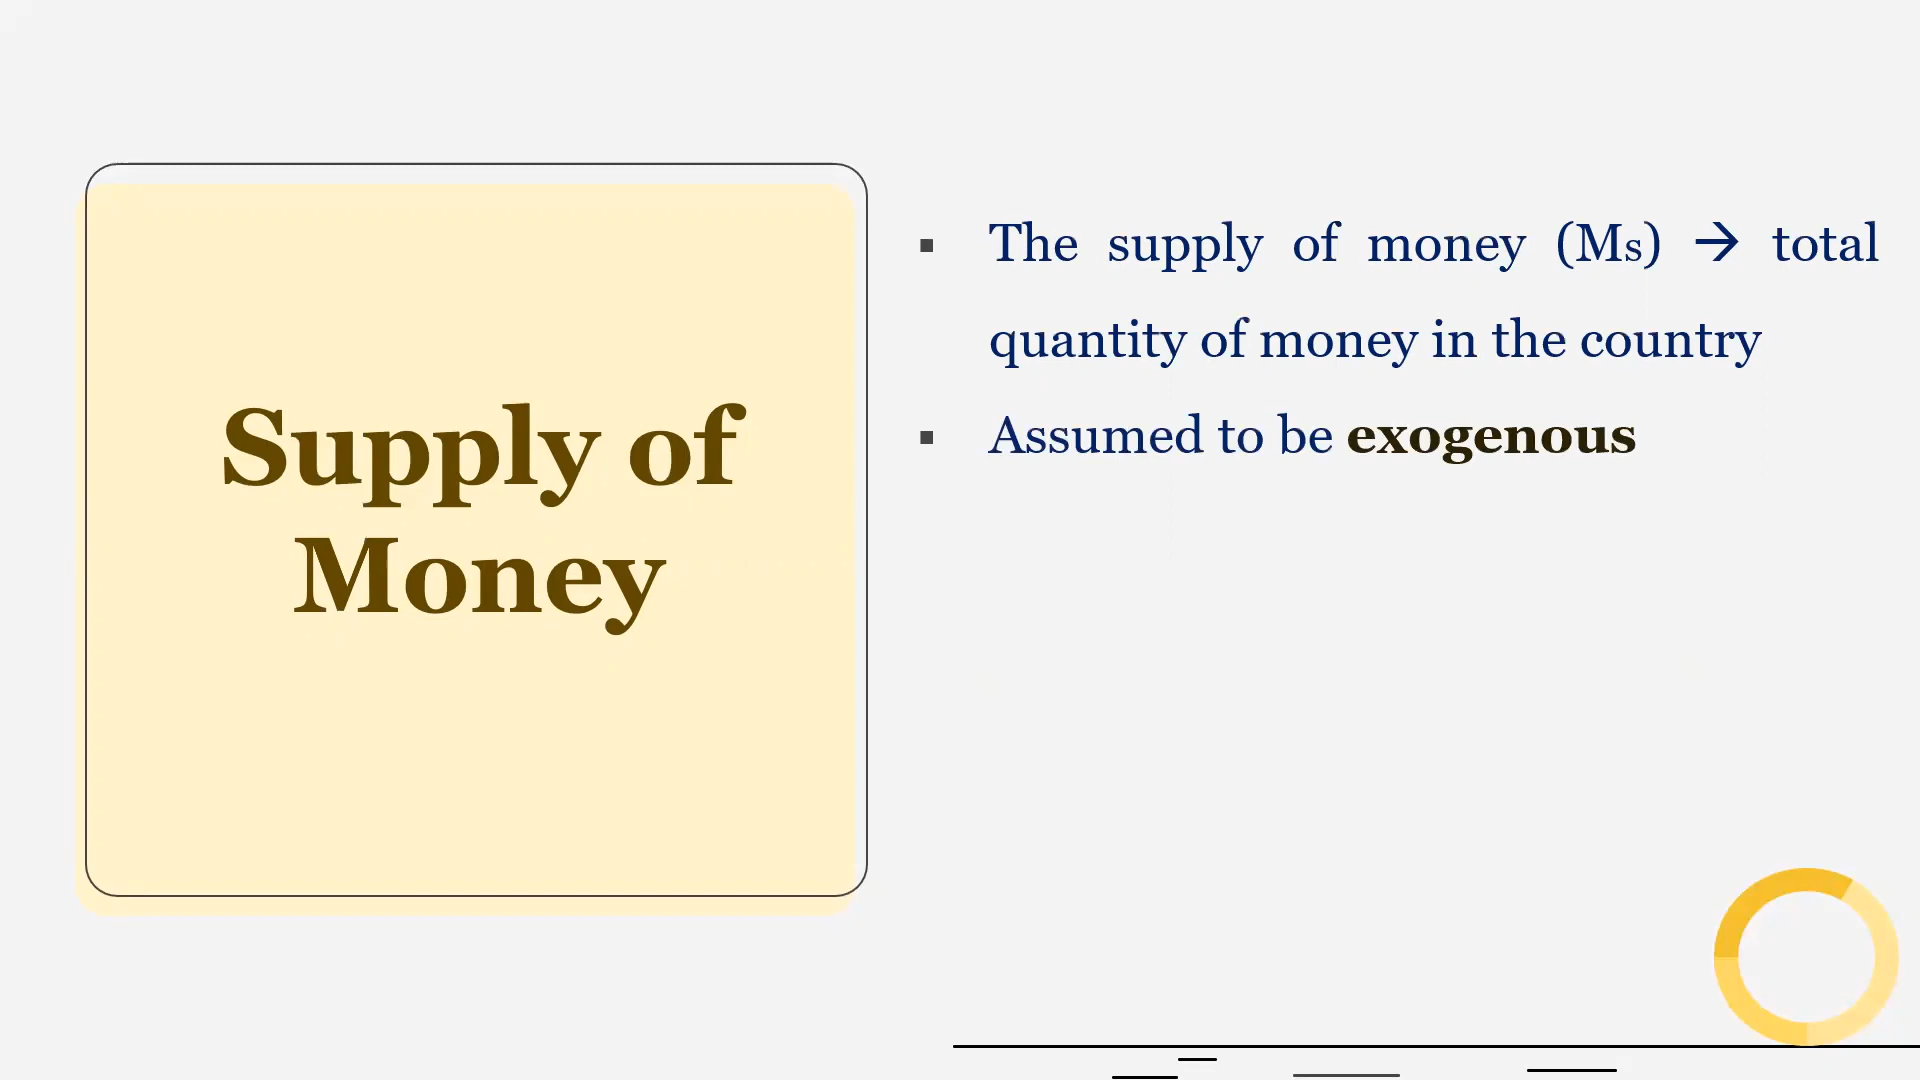 Supply of
Money
▪ The supply of money (Ms) → total
quantity of money in the country
▪ Assumed to be exogenous